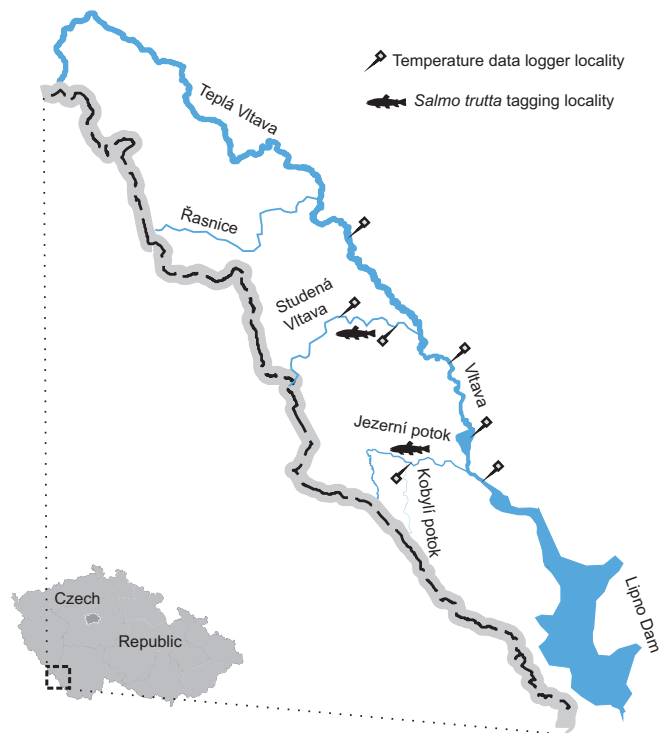 Temperature data logger locality
Salmo trutta tagging locality
Teplá Vltava
Řasnice
Studená
Vltava
Vltava
Jezerní potok
Kobylí potok
Lipno Dam
Czech
Republic